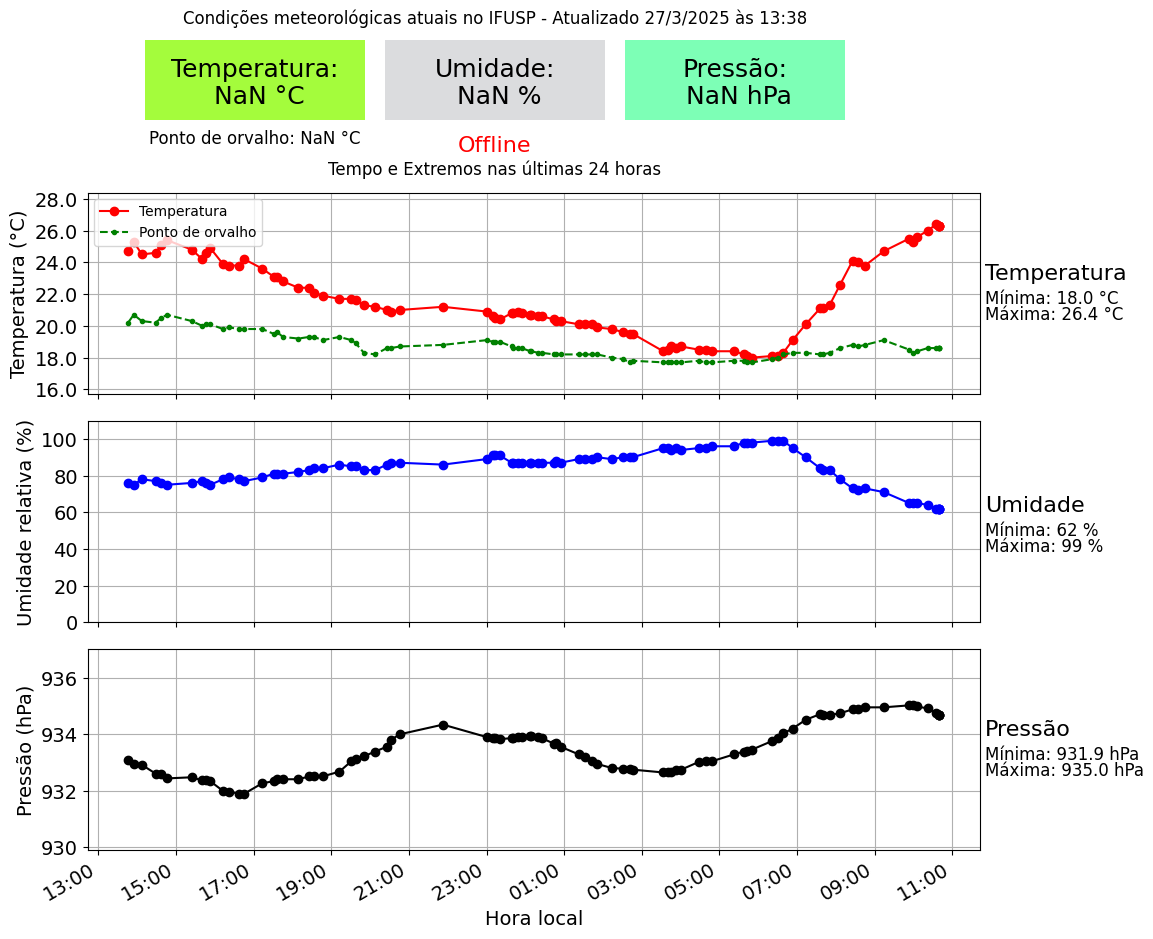 Condições meteorológicas atuais no IFUSP - Atualizado 27/3/2025 às 13:38
Temperatura:
NaN °C
Umidade:
NaN %
Pressão:
NaN hPa
Ponto de orvalho: NaN °C
Offline
Tempo e Extremos nas últimas 24 horas
Temperatura (°C)
28.0
26.0
24.0
22.0
20.0
18.0
16.0
Temperatura
Ponto de orvalho
Temperatura
Mínima: 18.0 °C
Máxima: 26.4 °C
Umidade relativa (%)
100
80
60
40
20
0
Umidade
Mínima: 62 %
Máxima: 99 %
Pressão (hPa)
936
934
932
930
Pressão
Mínima: 931.9 hPa
Máxima: 935.0 hPa
13:00
15:00
17:00
19:00
21:00
23:00
01:00
03:00
05:00
07:00
09:00
11:00
Hora local